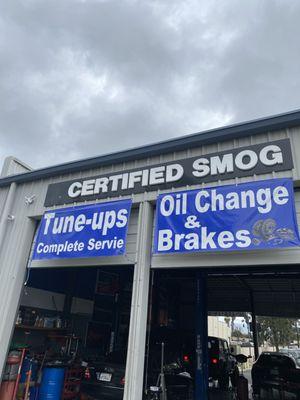 CERTIFIED SMOG
Tune-ups
Complete Servie
Oil Change
&
Brakes